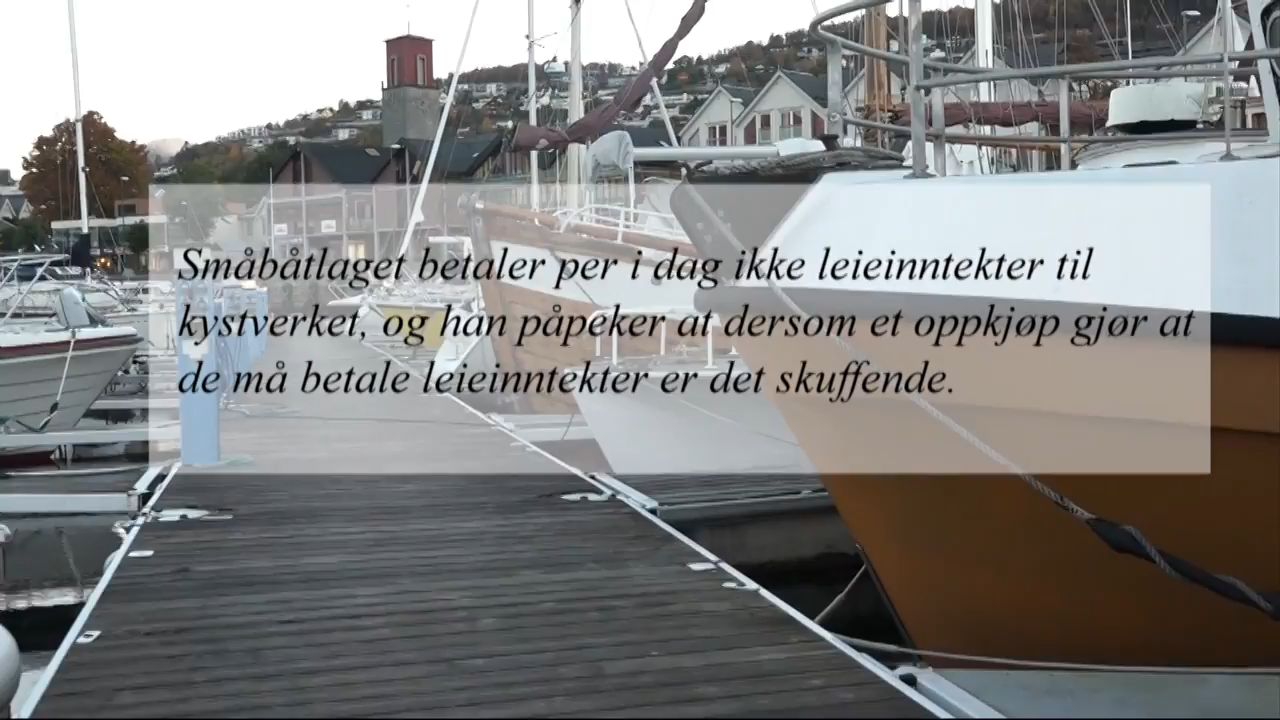 Småbåtlaget betaler per i dag ikke leieinntekter til
kystverket, og han påpeker at dersom et oppkjøp gjør at
de må betale leieinntekter er det skuffende.